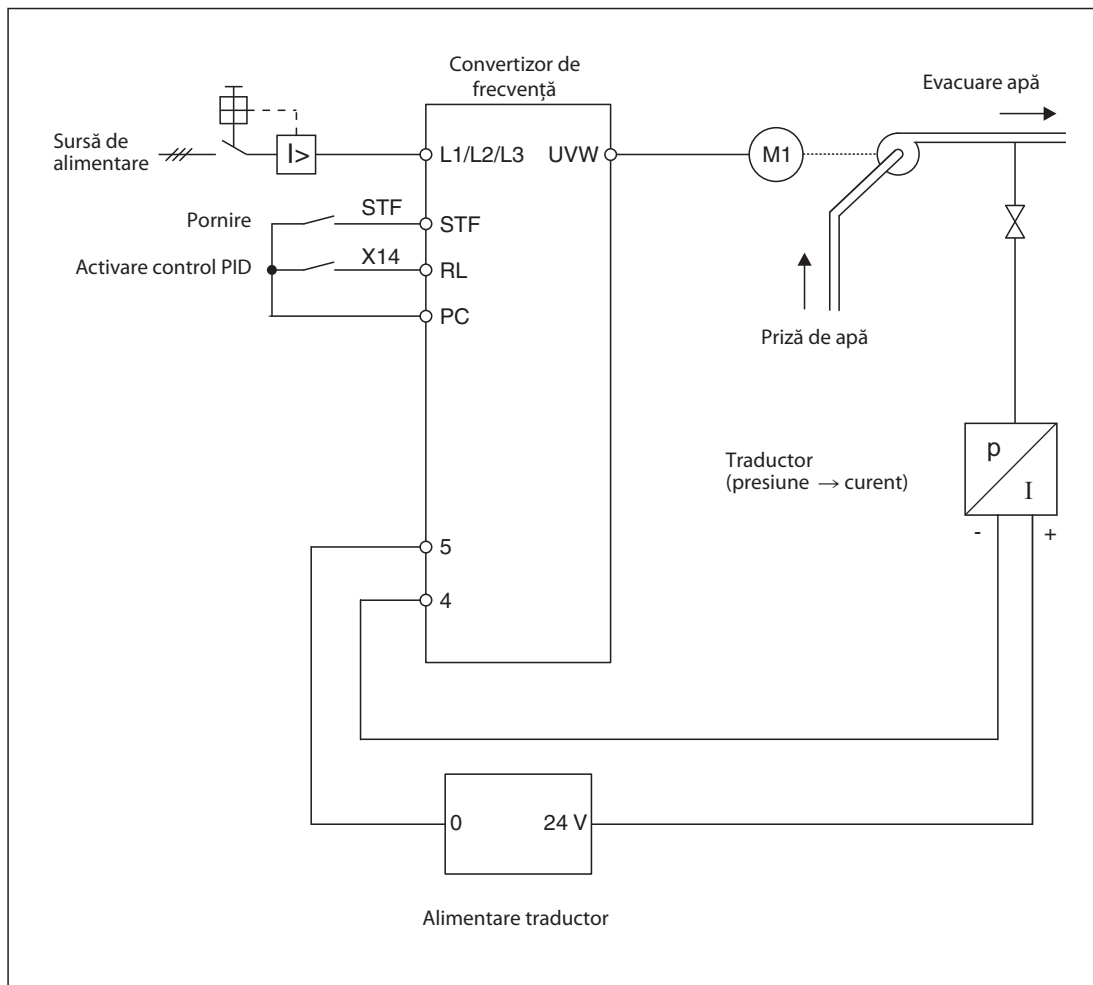 Convertizor de
frecvență
Evacuare apă
Sursă de
alimentare
I>
L1/L2/L3
UVW
M1
Pornire
STF
STF
Activare control PID
X14
RL
PC
Priză de apă
Traductor
(presiune → curent)
p
I
-
+
5
4
0
24 V
Alimentare traductor